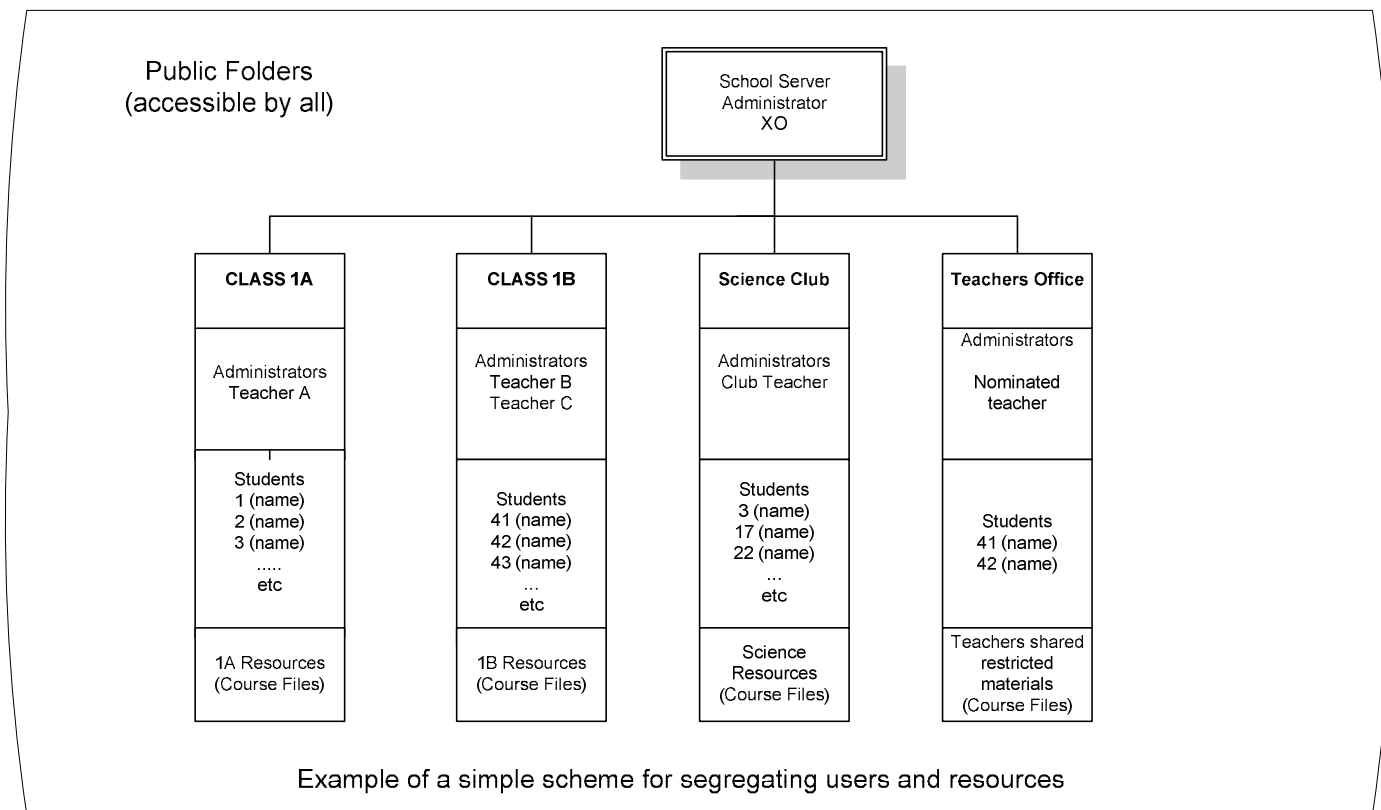 Public Folders
(accessible by all)
School Server
Administrator
XO
CLASS 1A
Administrators
Teacher A
Students
1 (name)
2 (name)
3 (name)
.....
etc
1A Resources
(Course Files)
CLASS 1B
Administrators
Teacher B
Teacher C
Students
41 (name)
42 (name)
43 (name)
...
etc
1B Resources
(Course Files)
Science Club
Administrators
Club Teacher
Students
3 (name)
17 (name)
22 (name)
...
etc
Science
Resources
(Course Files)
Teachers Office
Administrators
Nominated
teacher
Students
41 (name)
42 (name)
Teachers shared
restricted
materials
(Course Files)
Example of a simple scheme for segregating users and resources